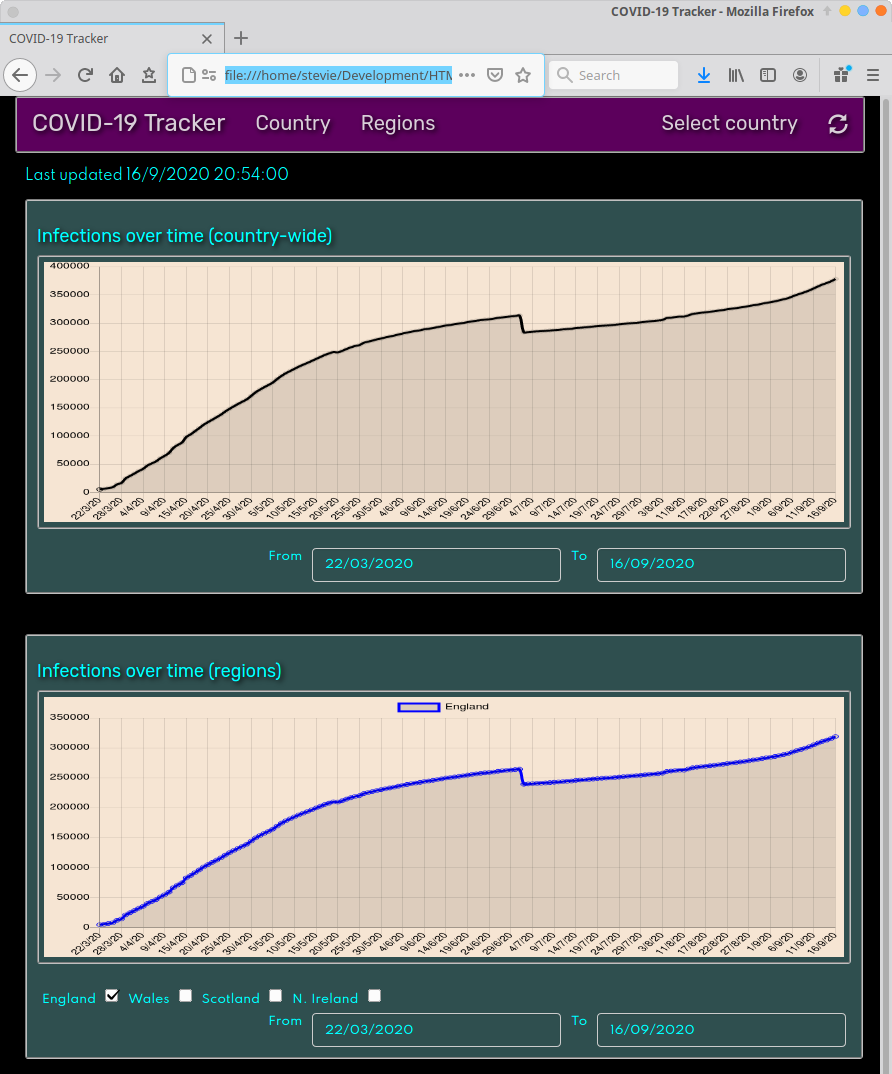 COVID-19 Tracker - Mozilla Firefox
COVID-19 Tracker
file:///home/stevie/Development/HTM
Search
COVID-19 Tracker Country Regions Select country
Last updated 16/9/2020 20:54:00
Infections over time (country-wide)
400000
350000
300000
250000
200000
150000
100000
50000
0
22/3/20 28/3/20 4/4/20 9/4/20 15/4/20 20/4/20 25/4/20 30/4/20 5/5/20 10/5/20 15/5/20 20/5/20 25/5/20 30/5/20 4/6/20 9/6/20 14/6/20 19/6/20 24/6/20 29/6/20 4/7/20 9/7/20 14/7/20 19/7/20 24/7/20 29/7/20 3/8/20 11/8/20 17/8/20 22/8/20 27/8/20 1/9/20 6/9/20 11/9/20 16/9/20
From 22/03/2020 To 16/09/2020
Infections over time (regions)
England
350000
300000
250000
200000
150000
100000
50000
0
22/3/20 28/3/20 4/4/20 9/4/20 15/4/20 20/4/20 25/4/20 30/4/20 5/5/20 10/5/20 15/5/20 20/5/20 25/5/20 30/5/20 4/6/20 9/6/20 14/6/20 19/6/20 24/6/20 29/6/20 4/7/20 9/7/20 14/7/20 19/7/20 24/7/20 29/7/20 3/8/20 11/8/20 17/8/20 22/8/20 27/8/20 1/9/20 6/9/20 11/9/20 16/9/20
England Wales Scotland N. Ireland
From 22/03/2020 To 16/09/2020